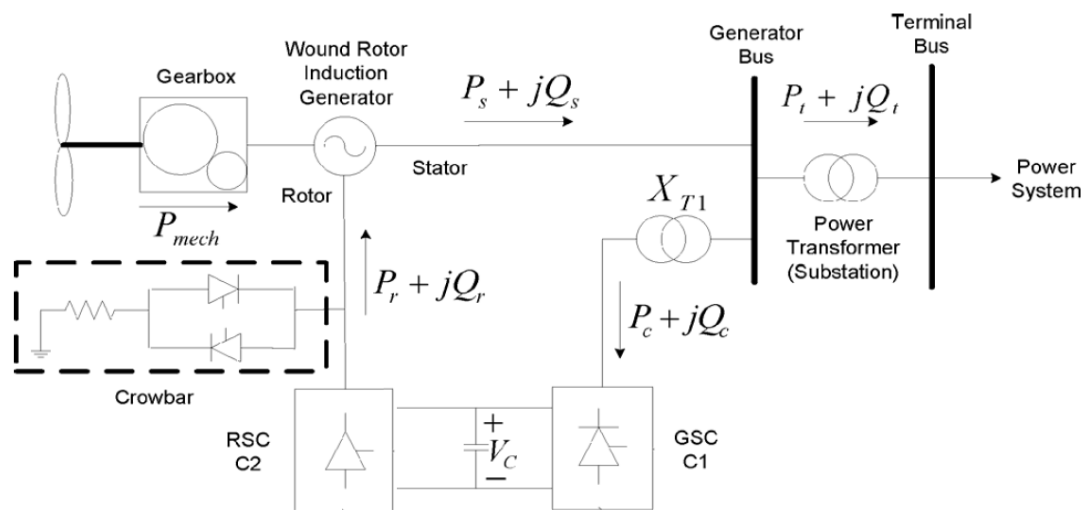 Gearbox
Wound Rotor
Induction
Generator
P_s + jQ_s
Generator
Bus
Terminal
Bus
P_t + jQ_t
Stator
Rotor
P_mech
X_T1
Power
System
Power
Transformer
(Substation)
P_r + jQ_r
P_c + jQ_c
Crowbar
RSC
C2
+
V_C
−
GSC
C1